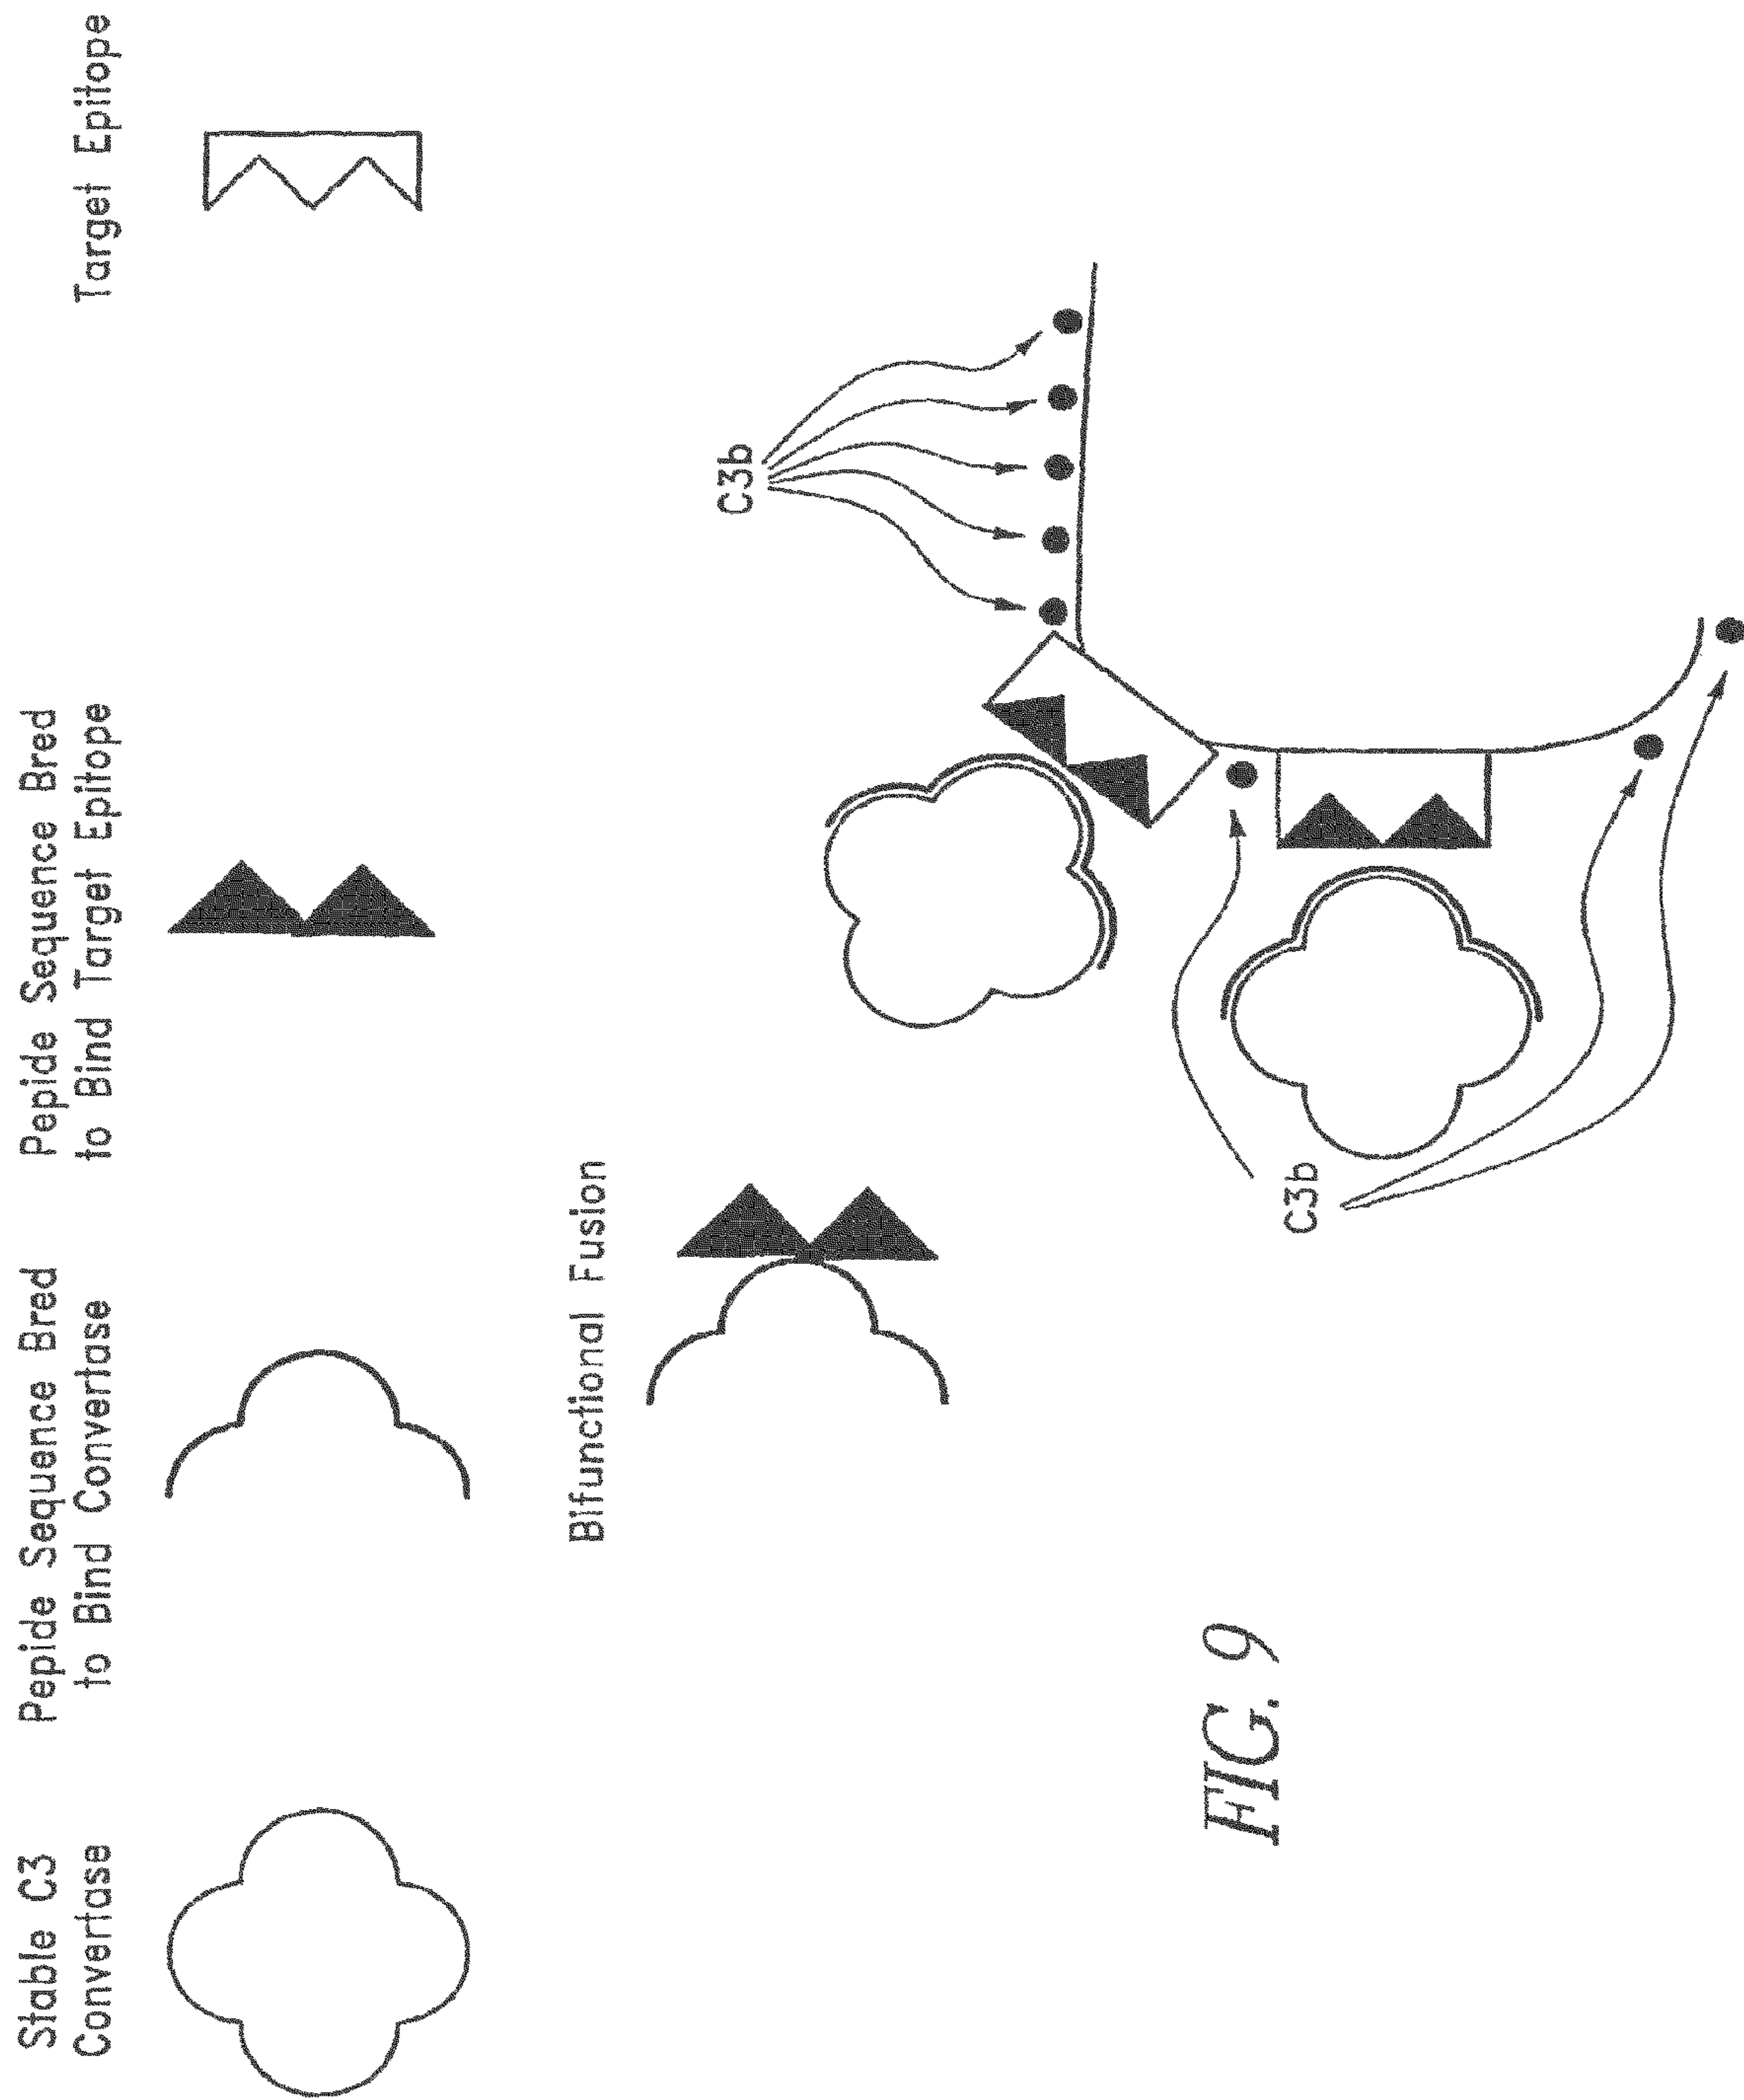 Stable C3
Convertase
Pepide Sequence Bred
to Bind Convertase
Pepide Sequence Bred
to Bind Target Epitope
Target Epitope
Bifunctional Fusion
C3b
C3b
FIG. 9